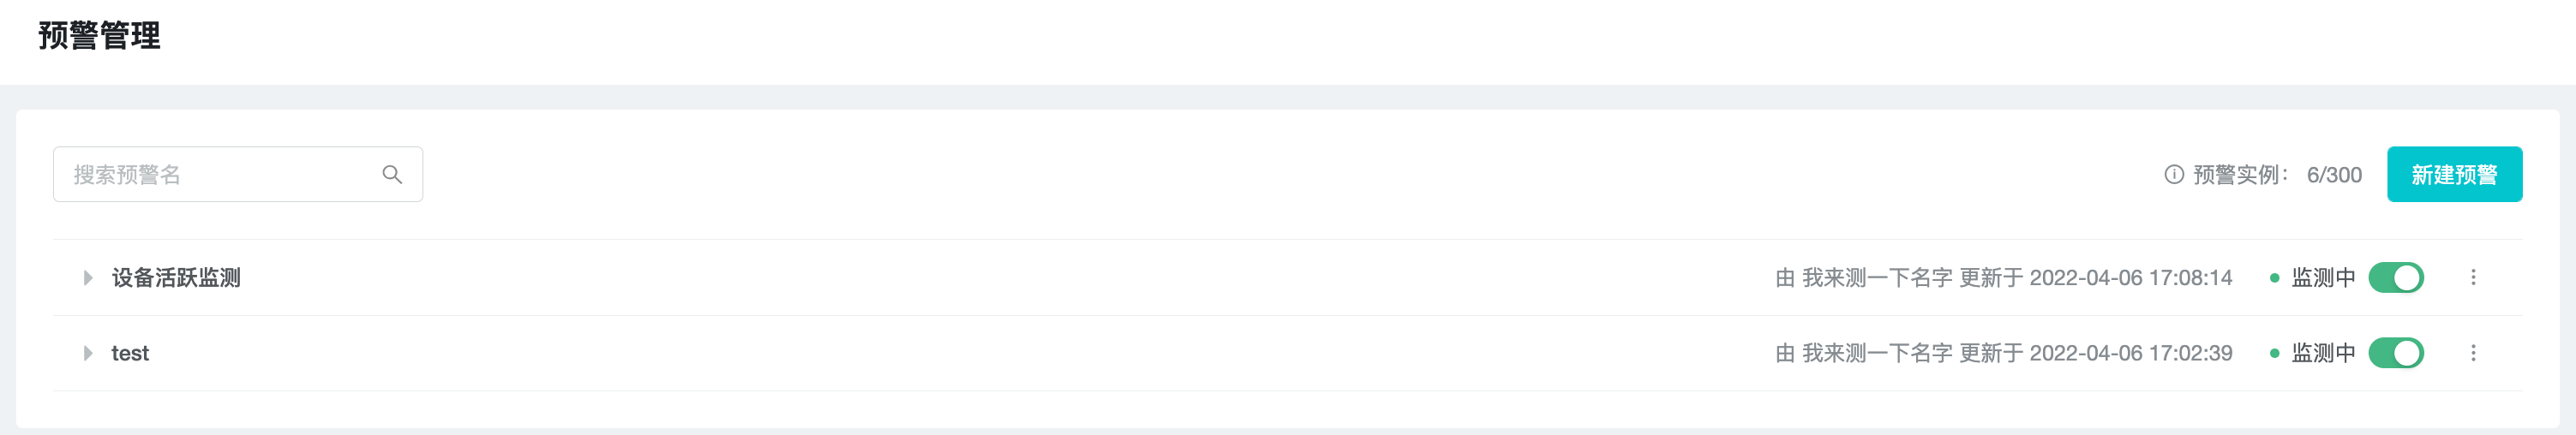 预警管理
搜索预警名
预警实例： 6/300
新建预警
设备活跃监测
由 我来测一下名字 更新于 2022-04-06 17:08:14
监测中
test
由 我来测一下名字 更新于 2022-04-06 17:02:39
监测中